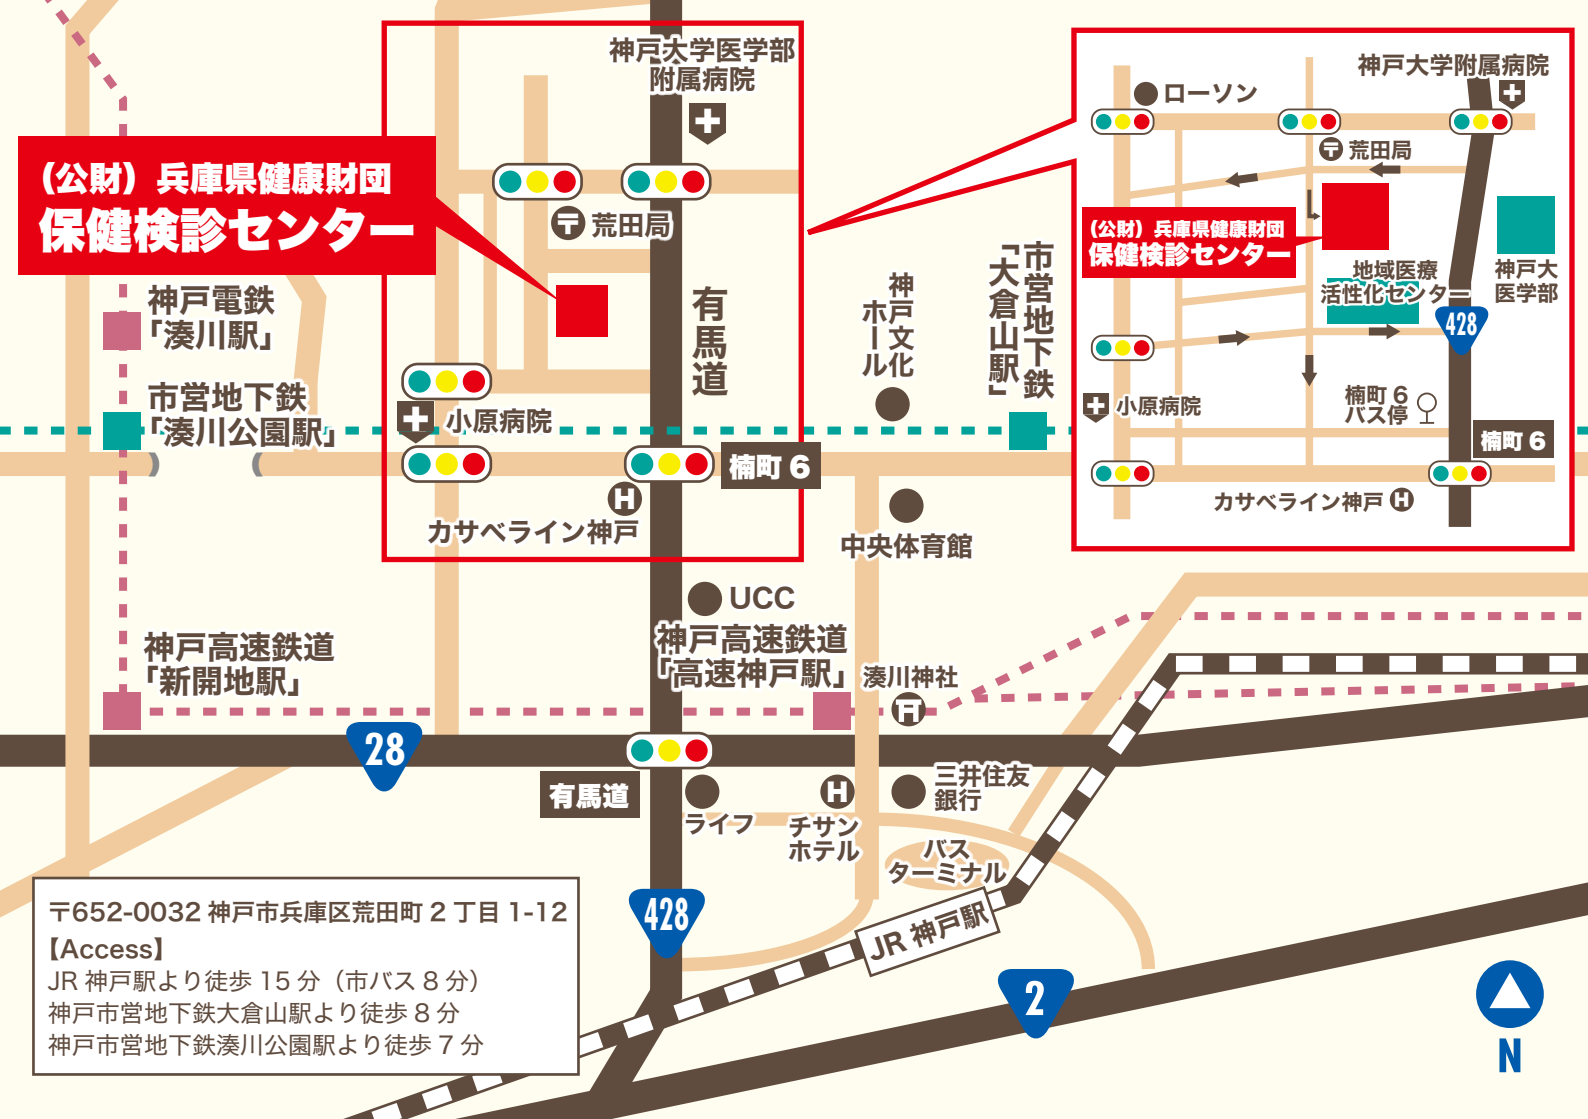 神戸大学医学部
附属病院
（公財）兵庫県健康財団
保健検診センター
荒田局
神戸電鉄
「湊川駅」
市営地下鉄
「湊川公園駅」
小原病院
有馬道
楠町 6
H
カサベライン神戸
神戸文化
ホール
市営地下鉄
「大倉山駅」
中央体育館
UCC
神戸高速鉄道
「新開地駅」
神戸高速鉄道
「高速神戸駅」
湊川神社
28
有馬道
ライフ
H
チサン
ホテル
三井住友
銀行
バス
ターミナル
428
JR 神戸駅
2
N
〒652-0032 神戸市兵庫区荒田町 2 丁目 1-12
【Access】
JR 神戸駅より徒歩 15 分（市バス 8 分）
神戸市営地下鉄大倉山駅より徒歩 8 分
神戸市営地下鉄湊川公園駅より徒歩 7 分
神戸大学附属病院
ローソン
荒田局
（公財）兵庫県健康財団
保健検診センター
地域医療
活性化センター
神戸大
医学部
428
楠町 6
バス停
小原病院
楠町 6
カサベライン神戸 H